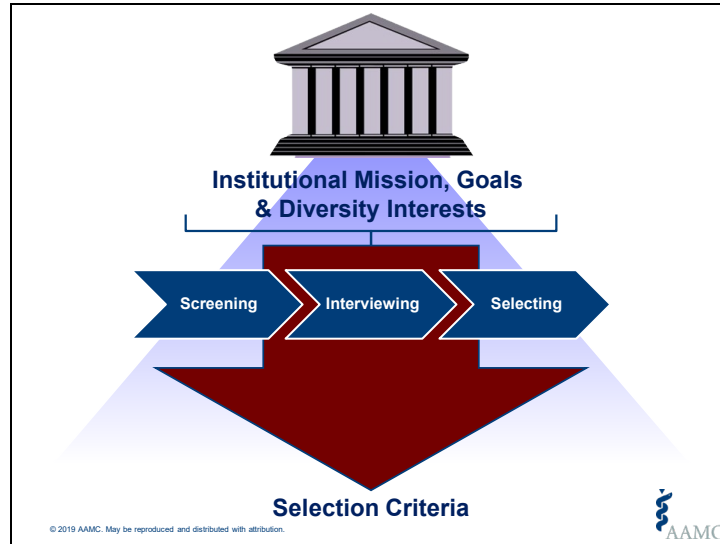 Institutional Mission, Goals
& Diversity Interests
Screening
Interviewing
Selecting
Selection Criteria
© 2019 AAMC. May be reproduced and distributed with attribution.
AAMC